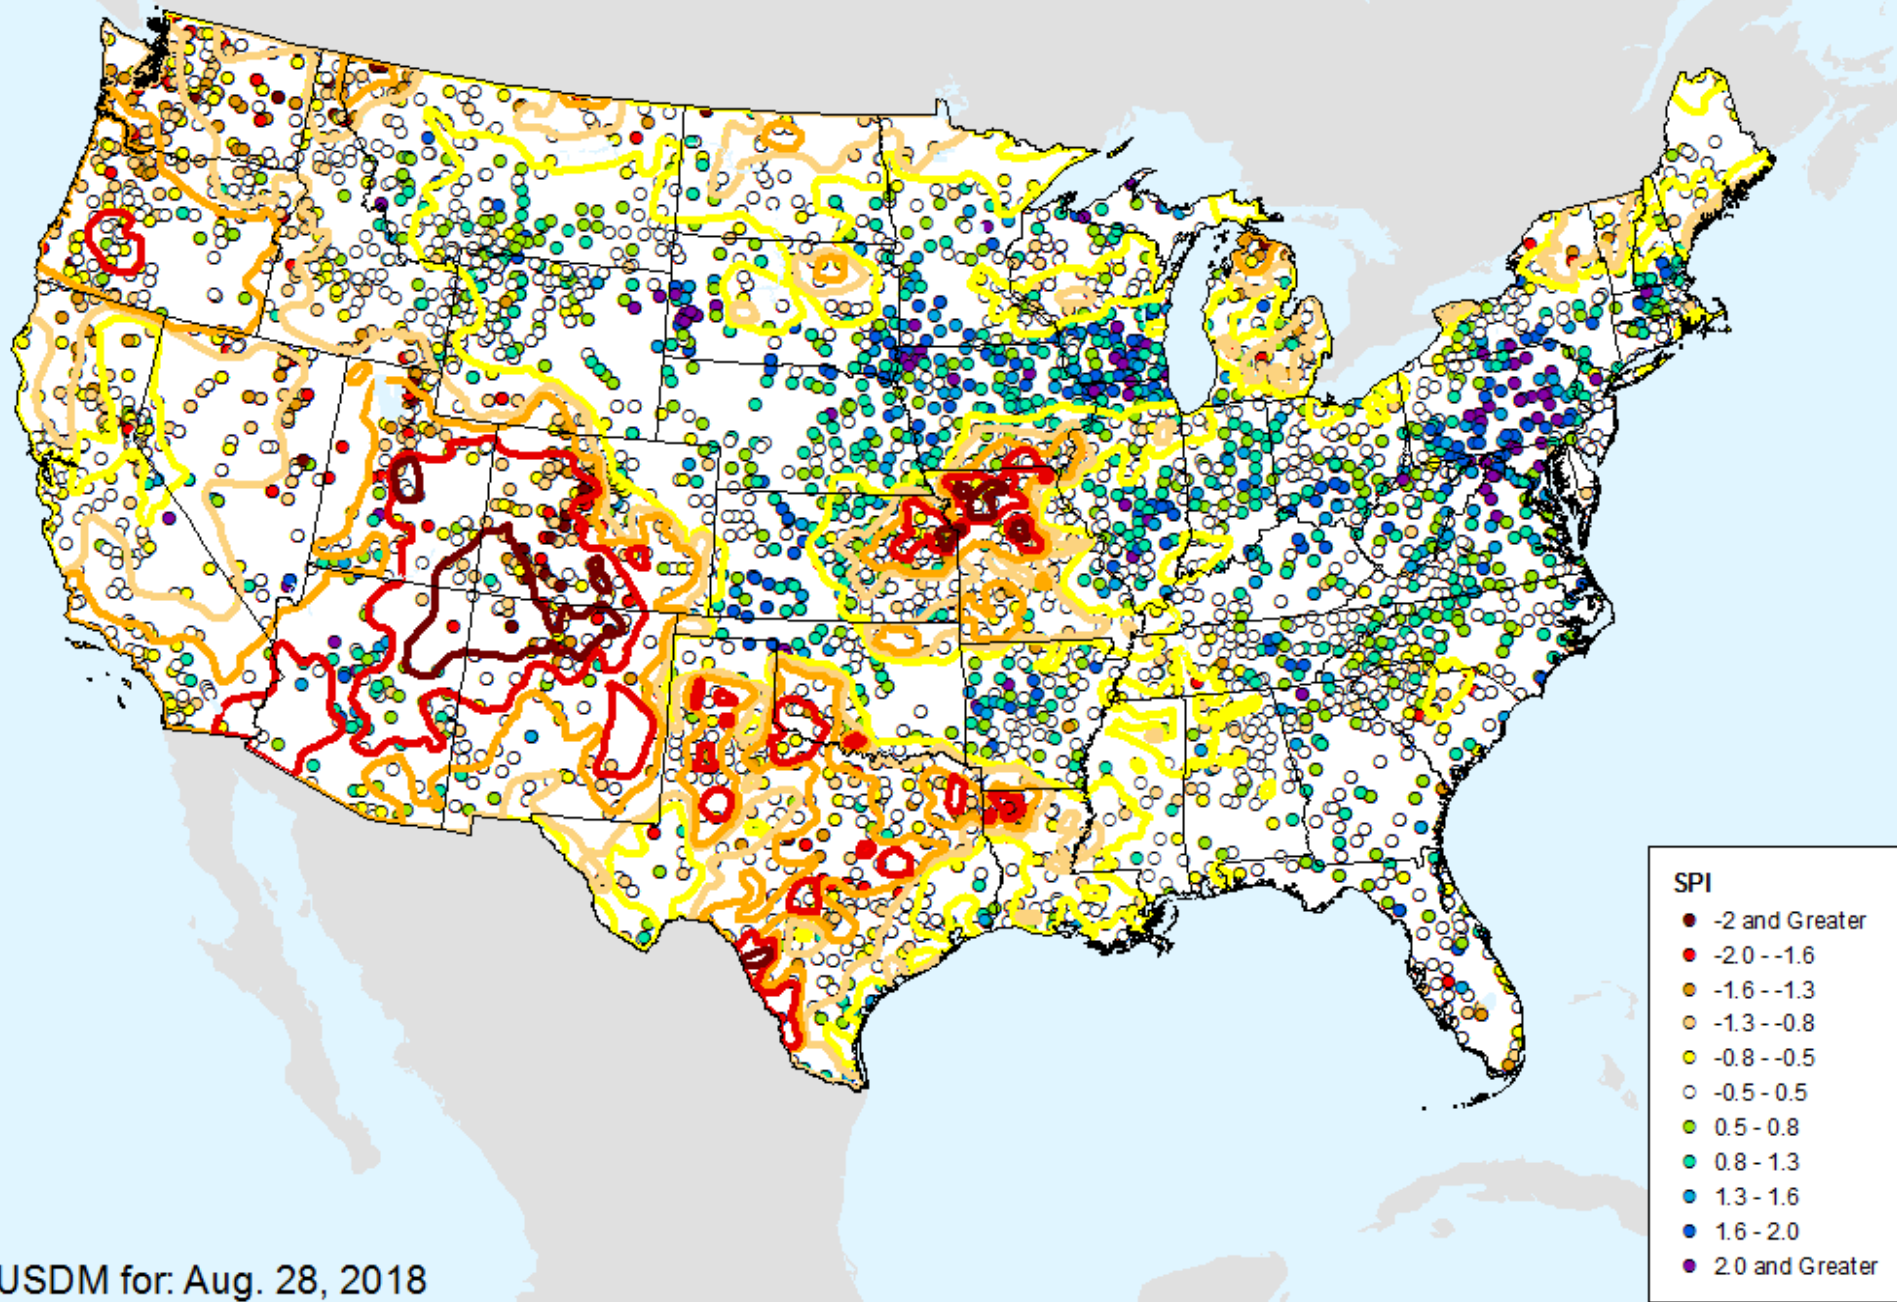 SPI
-2 and Greater
-2.0 - -1.6
-1.6 - -1.3
-1.3 - -0.8
-0.8 - -0.5
-0.5 - 0.5
0.5 - 0.8
0.8 - 1.3
1.3 - 1.6
1.6 - 2.0
2.0 and Greater
USDM for: Aug. 28, 2018